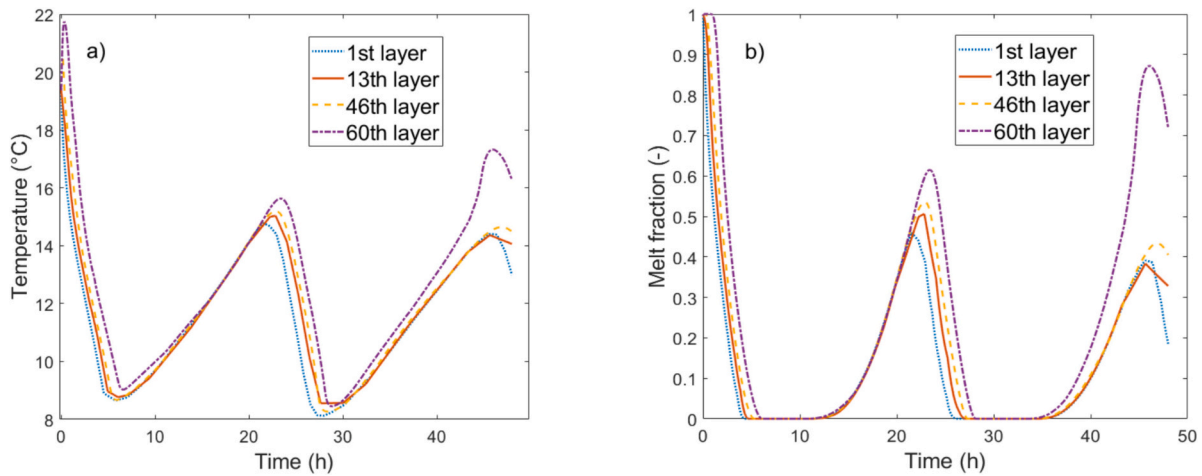 a)
1st layer
13th layer
46th layer
60th layer
Temperature (°C)
22
20
18
16
14
12
10
8
0 10 20 30 40
Time (h)
b)
1st layer
13th layer
46th layer
60th layer
Melt fraction (-)
1
0.9
0.8
0.7
0.6
0.5
0.4
0.3
0.2
0.1
0
0 10 20 30 40 50
Time (h)